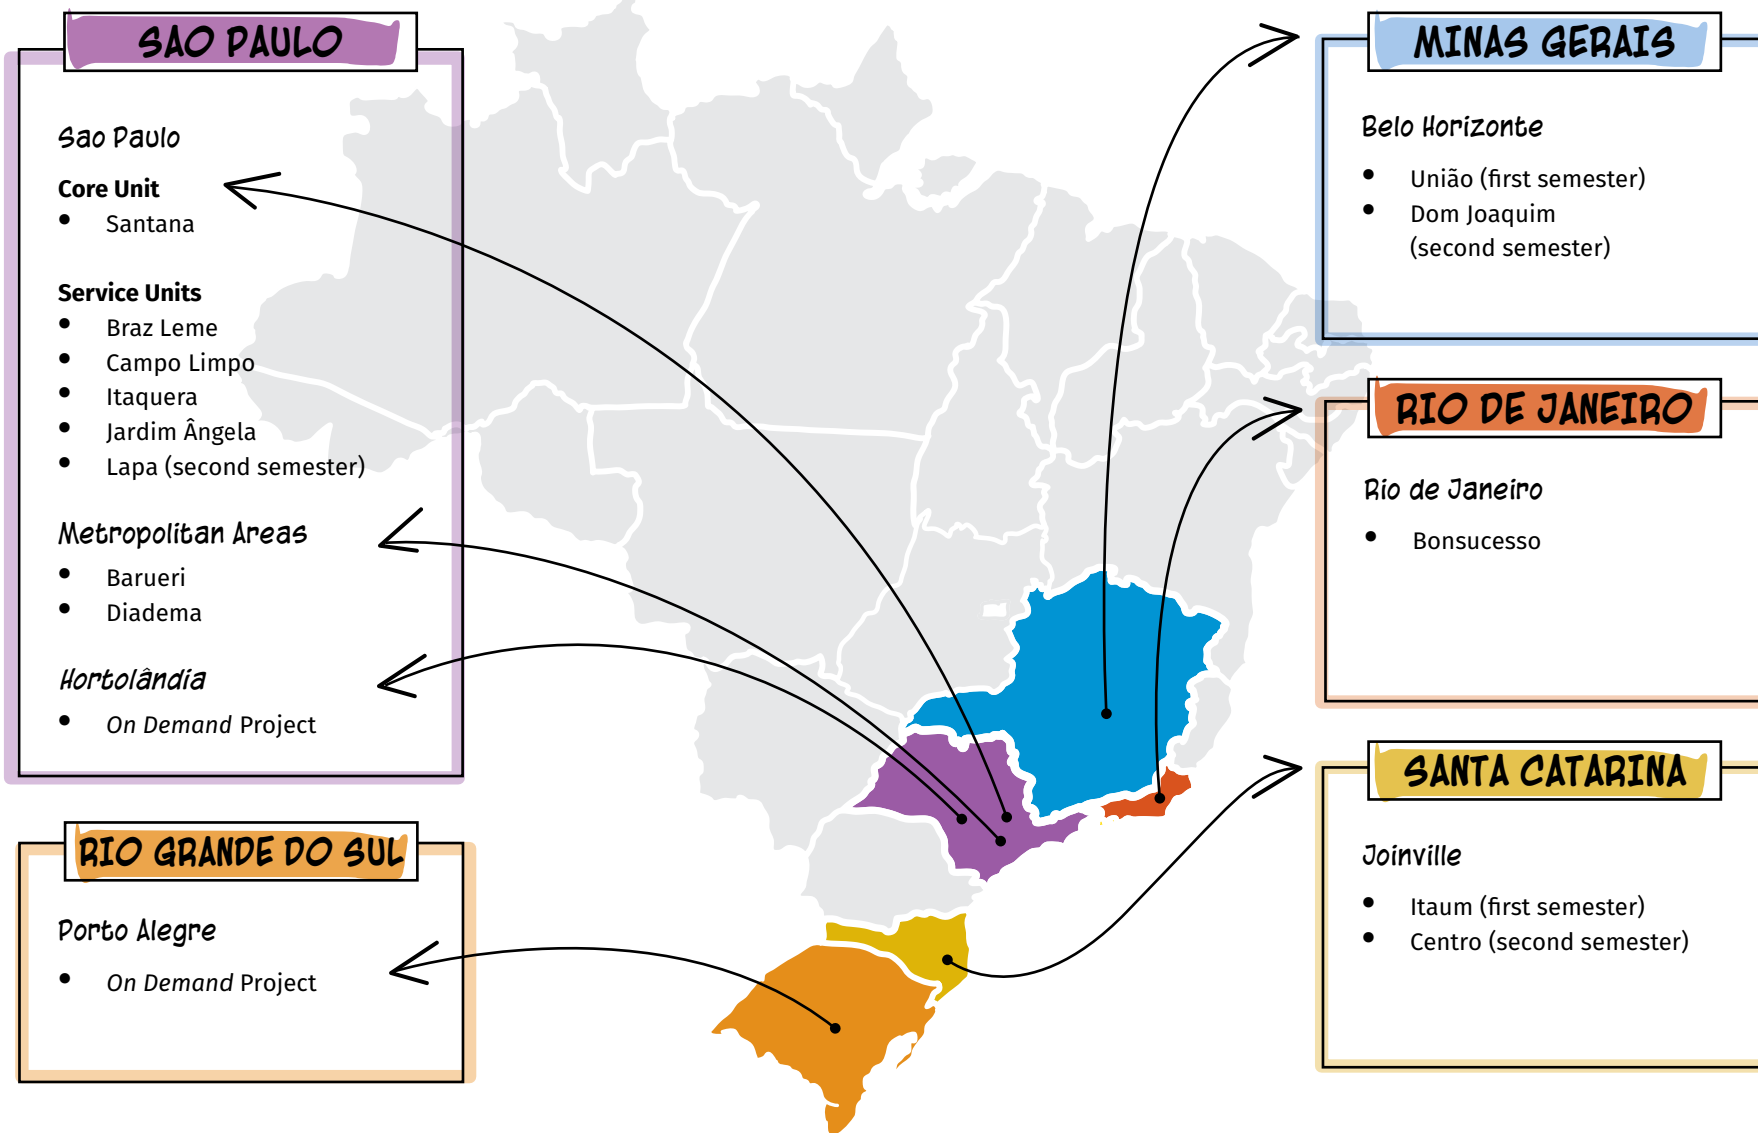 SAO PAULO
Sao Paulo
Core Unit
• Santana
Service Units
• Braz Leme
• Campo Limpo
• Itaquera
• Jardim Ângela
• Lapa (second semester)
Metropolitan Areas
• Barueri
• Diadema
Hortolândia
• On Demand Project
RIO GRANDE DO SUL
Porto Alegre
• On Demand Project
MINAS GERAIS
Belo Horizonte
• União (first semester)
• Dom Joaquim
(second semester)
RIO DE JANEIRO
Rio de Janeiro
• Bonsucesso
SANTA CATARINA
Joinville
• Itaum (first semester)
• Centro (second semester)